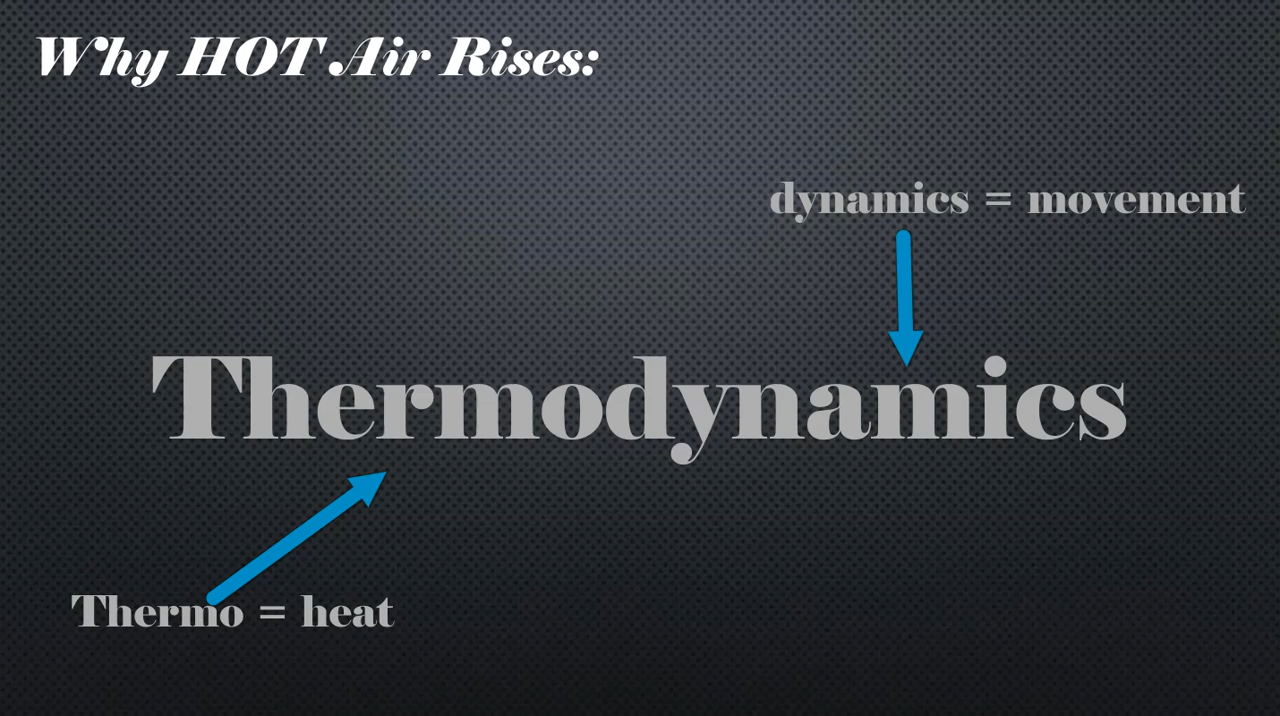 Why HOT Air Rises:
dynamics = movement
Thermodynamics
Thermo = heat